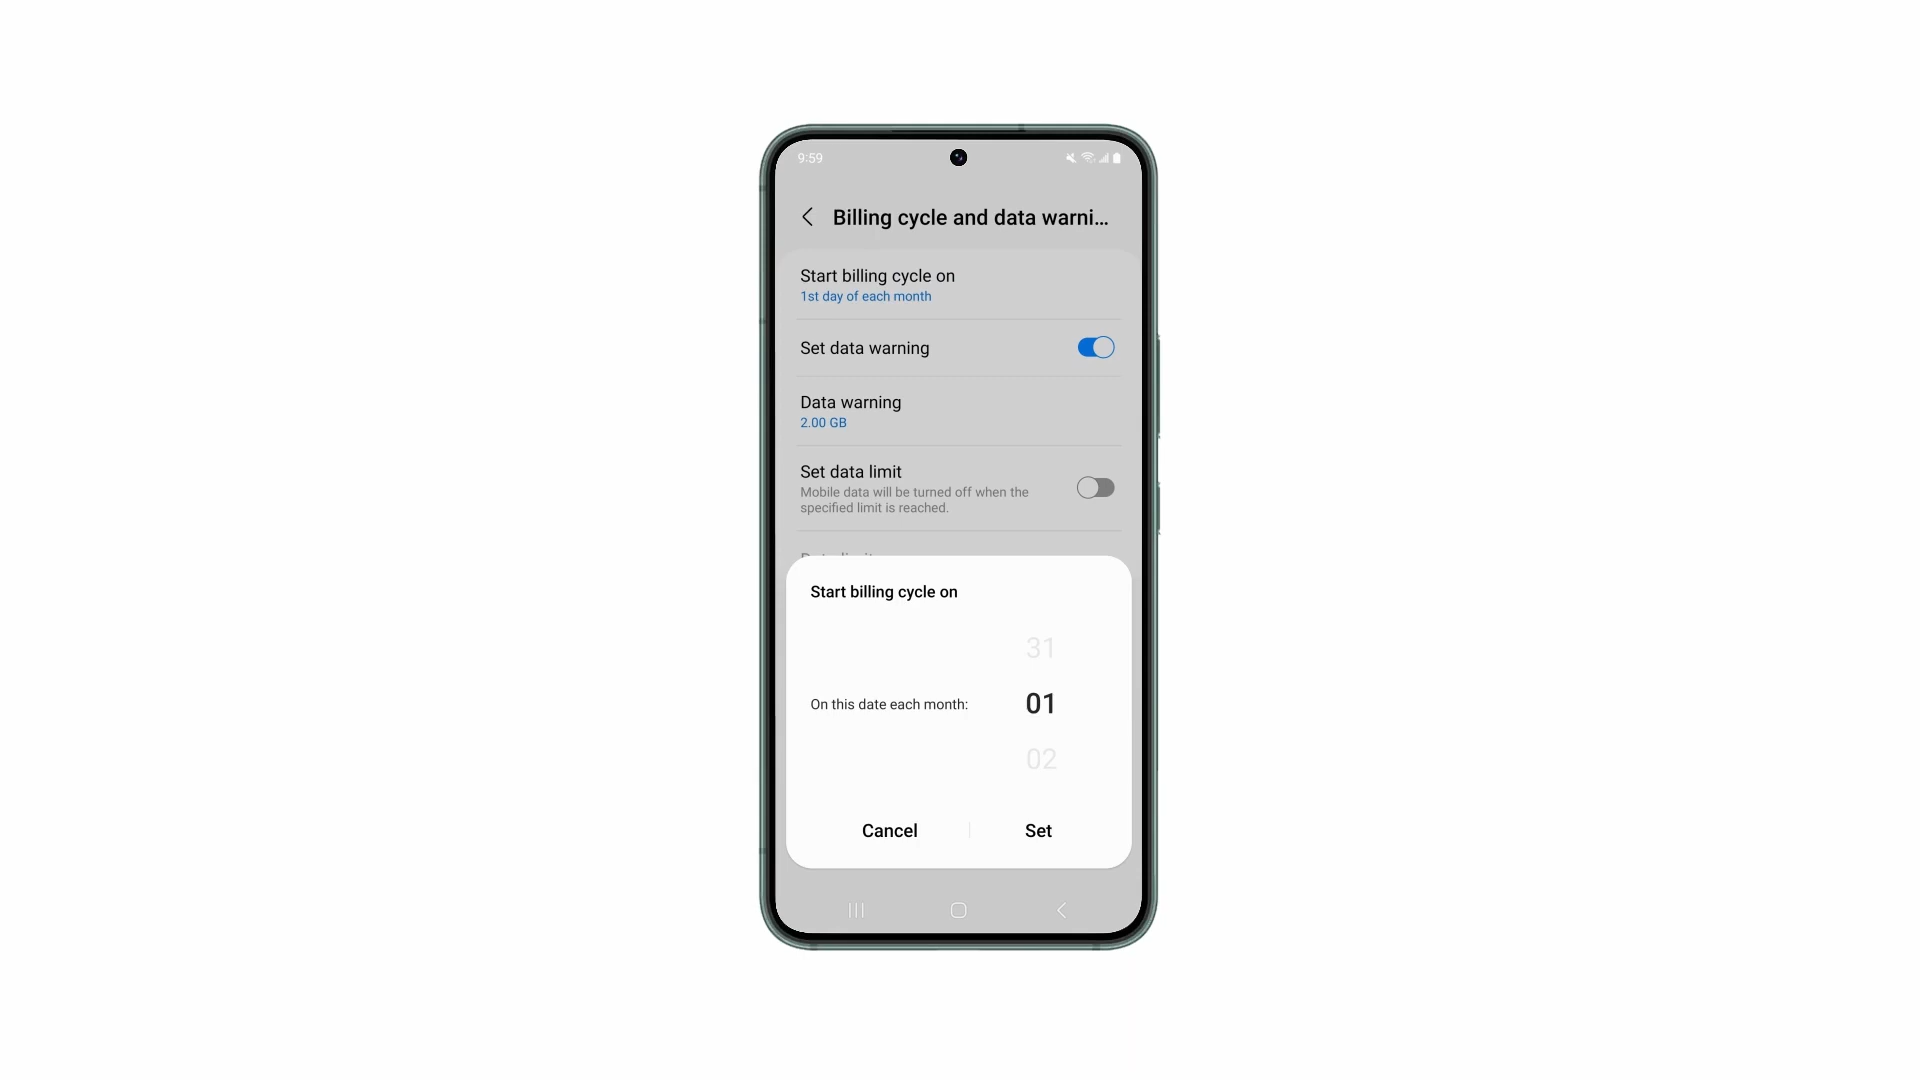 9:59
Billing cycle and data warni...
Start billing cycle on
1st day of each month
Set data warning
Data warning
2.00 GB
Set data limit
Mobile data will be turned off when the
specified limit is reached.
Start billing cycle on
31
On this date each month: 01
02
Cancel Set